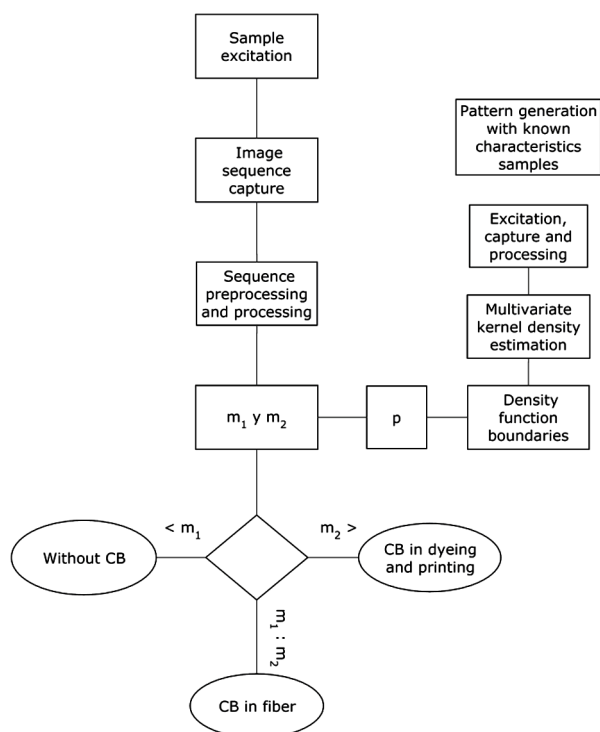 Sample
excitation
Image
sequence
capture
Sequence
preprocessing
and processing
Pattern generation
with known
characteristics
samples
Excitation,
capture and
processing
Multivariate
kernel density
estimation
Density
function
boundaries
p
m₁ y m₂
< m₁
m₂ >
Without CB
CB in dyeing
and printing
m₁ : m₂
CB in fiber